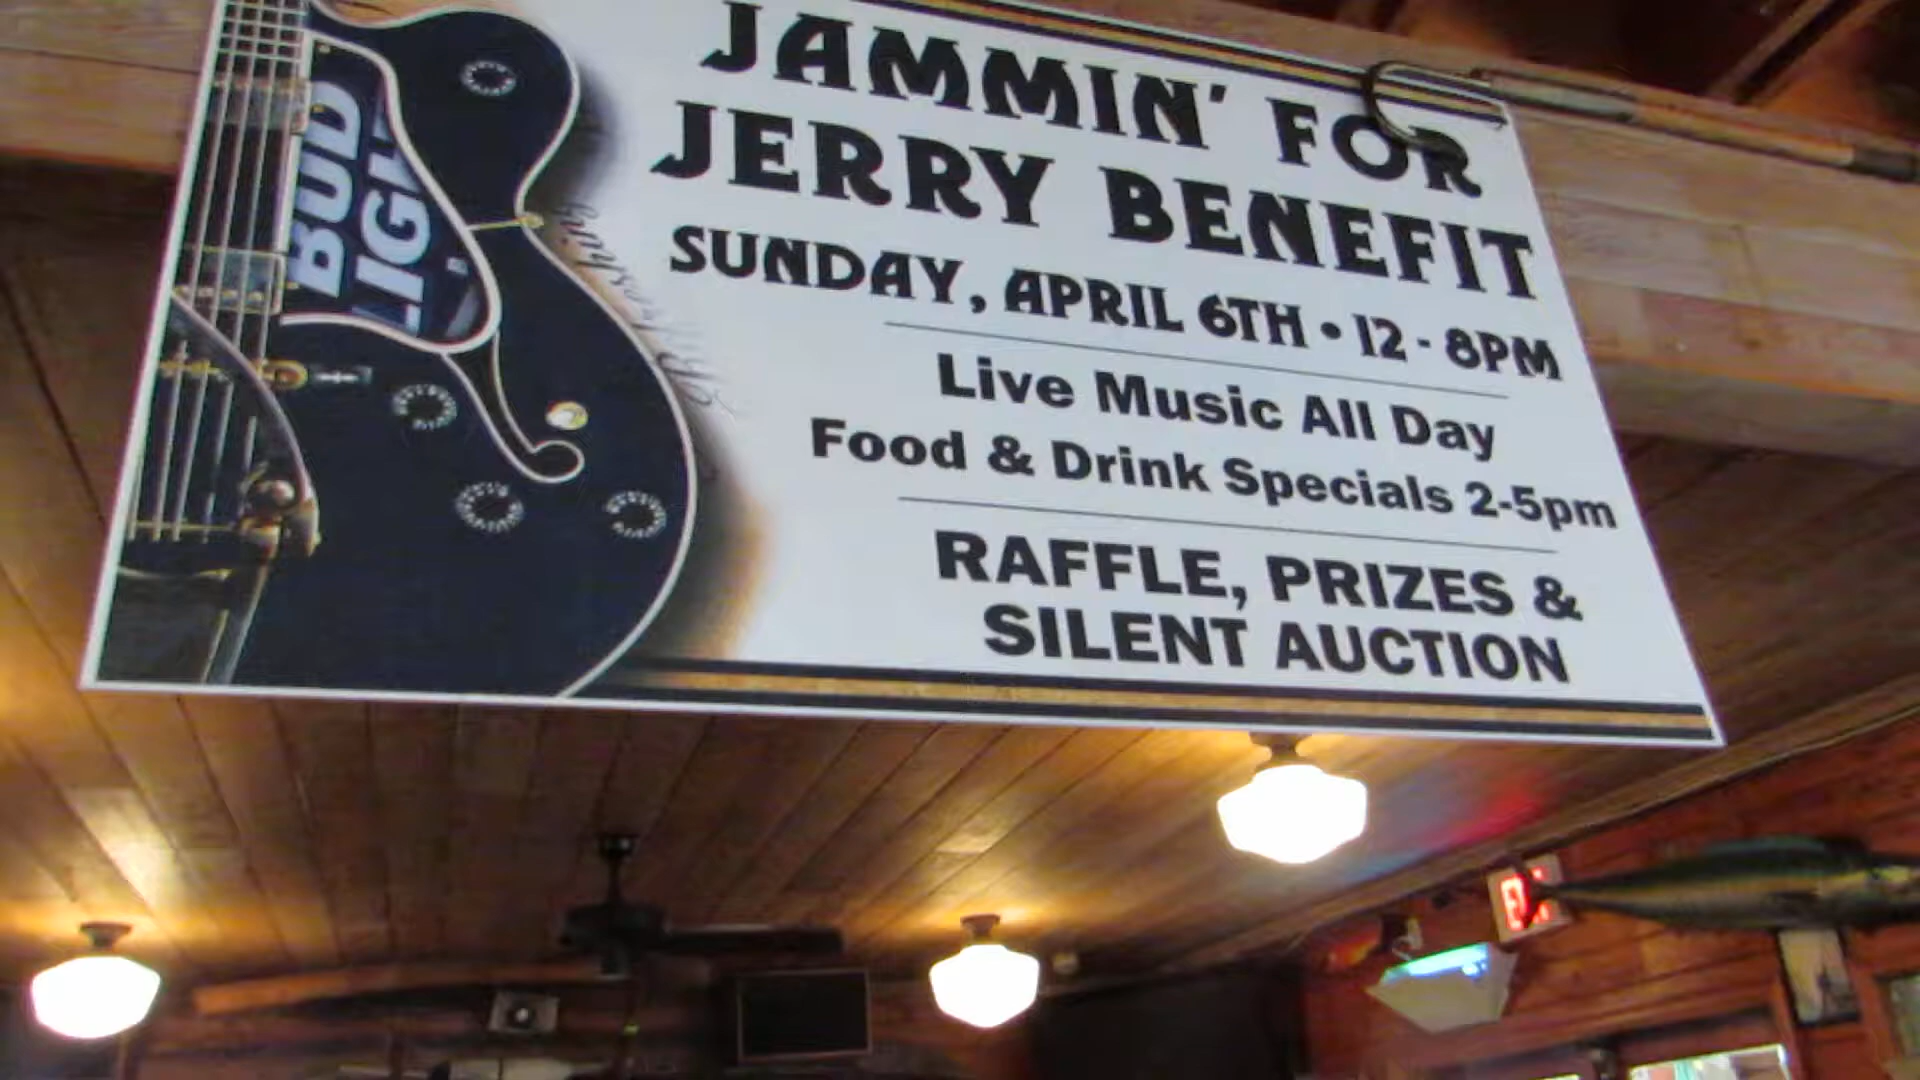 JAMMIN' FOR
JERRY BENEFIT
SUNDAY, APRIL 6TH • 12 - 8PM
Live Music All Day
Food & Drink Specials 2-5pm
RAFFLE, PRIZES &
SILENT AUCTION
BUD